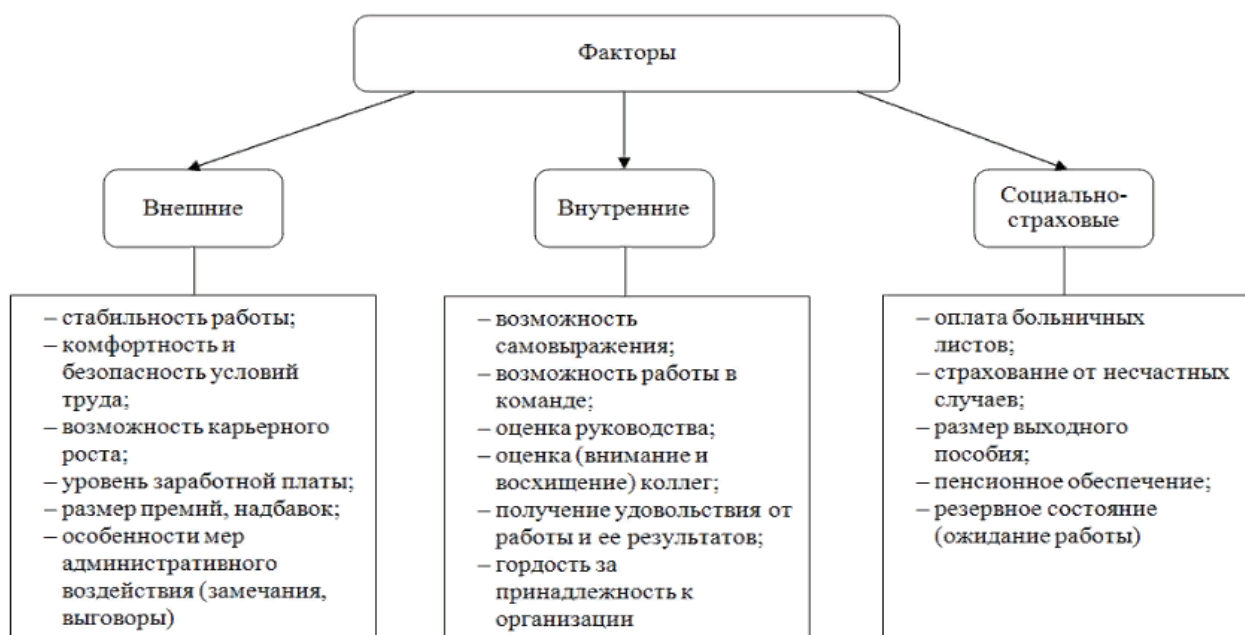 Факторы
Внешние
– стабильность работы;
– комфортность и
безопасность условий
труда;
– возможность карьерного
роста;
– уровень заработной платы;
– размер премий, надбавок;
– особенности мер
административного
воздействия (замечания,
выговоры)
Внутренние
– возможность
самовыражения;
– возможность работы в
команде;
– оценка руководства;
– оценка (внимание и
восхищение) коллег;
– получение удовольствия от
работы и ее результатов;
– гордость за
принадлежность к
организации
Социально-
страховые
– оплата больничных
листов;
– страхование от несчастных
случаев;
– размер выходного
пособия;
– пенсионное обеспечение;
– резервное состояние
(ожидание работы)